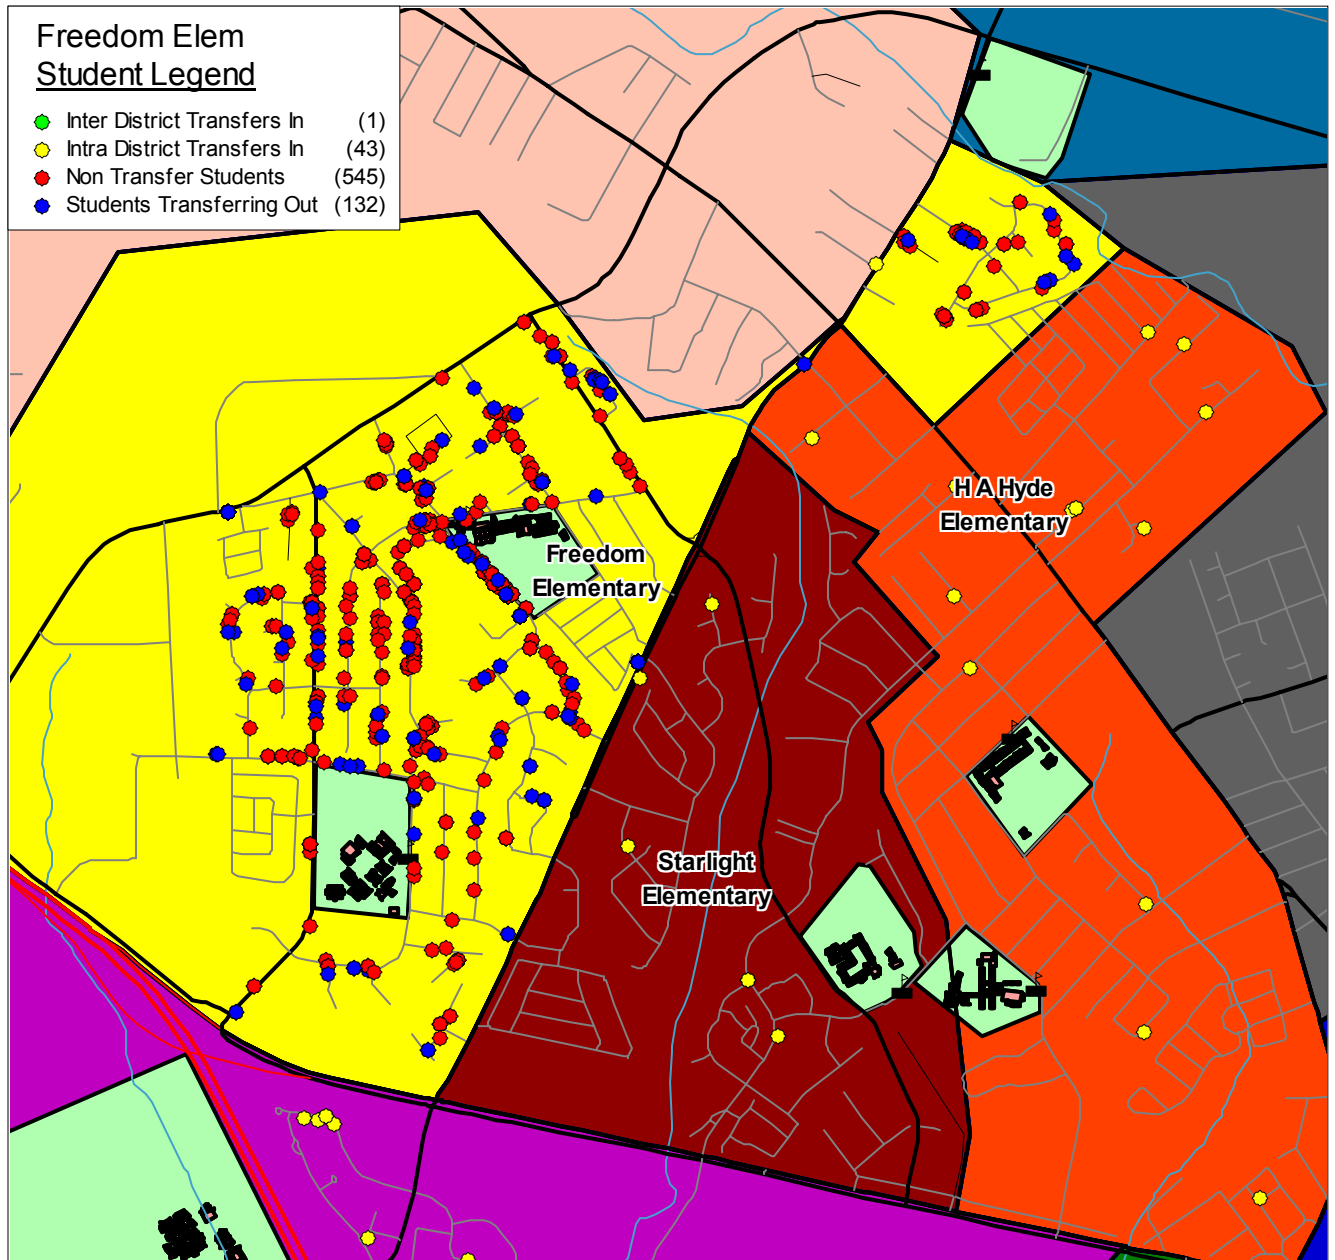 Freedom Elem
Student Legend
Inter District Transfers In (1)
Intra District Transfers In (43)
Non Transfer Students (545)
Students Transferring Out (132)
H A Hyde
Elementary
Freedom
Elementary
Starlight
Elementary